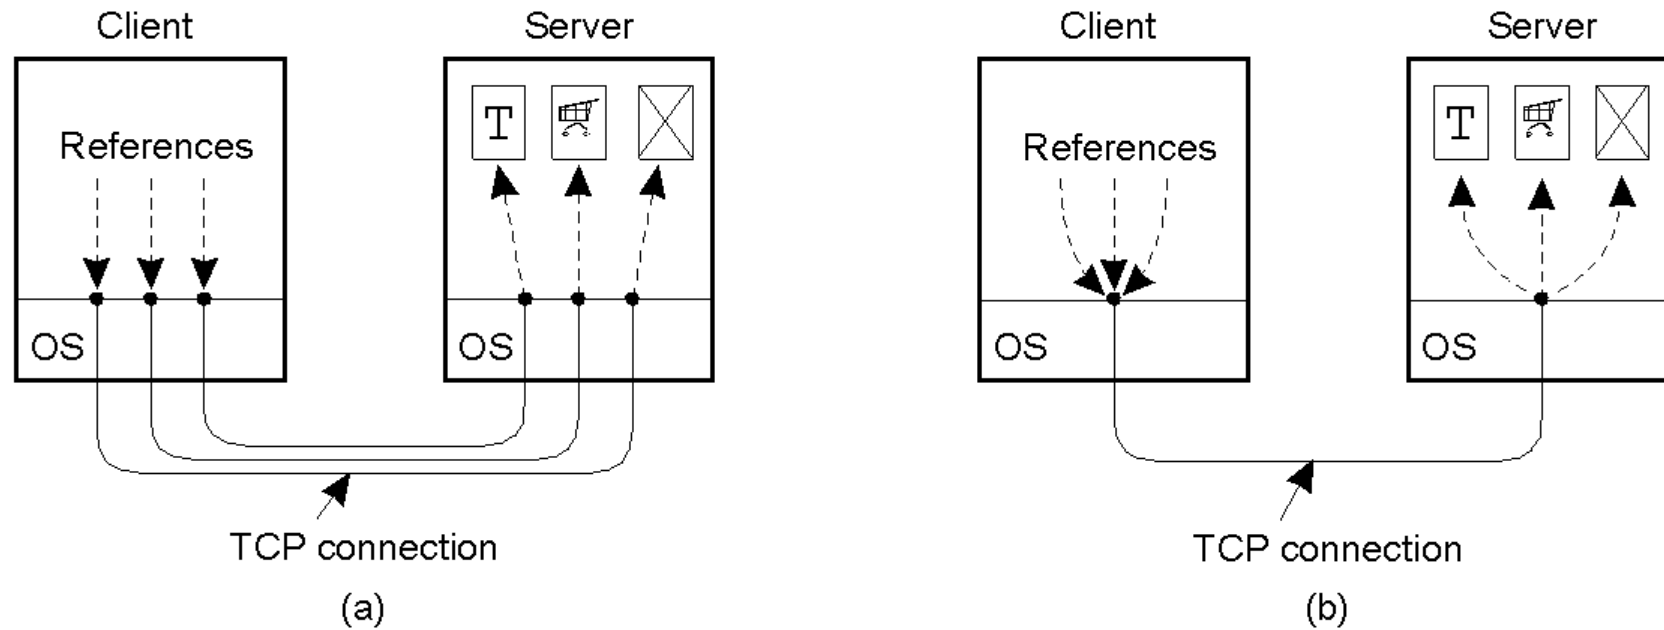 Client
Server
T
References
OS
OS
TCP connection
(a)
Client
Server
T
References
OS
OS
TCP connection
(b)